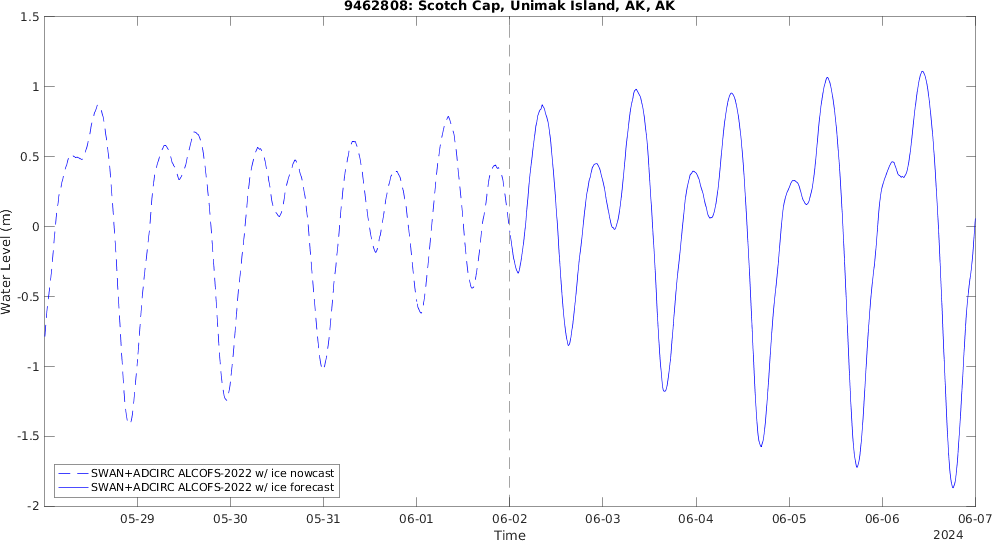 9462808: Scotch Cap, Unimak Island, AK, AK
Water Level (m)
1.5
1
0.5
0
-0.5
-1
-1.5
-2
SWAN+ADCIRC ALCOFS-2022 w/ ice nowcast
SWAN+ADCIRC ALCOFS-2022 w/ ice forecast
05-29 05-30 05-31 06-01 06-02 06-03 06-04 06-05 06-06 06-07
Time
2024